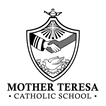 MOTHER TERESA
• CATHOLIC SCHOOL •